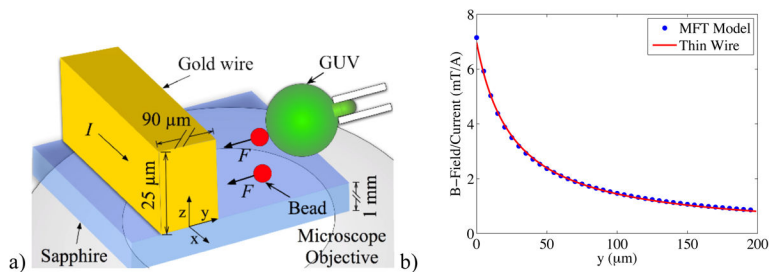 a)
Gold wire
GUV
90 µm
I
25 µm
F
F
z
y
x
Bead
1 mm
Sapphire
Microscope
Objective
b)
B-Field/Current (mT/A)
8
6
4
2
0
0
50
100
150
200
y (µm)
MFT Model
Thin Wire